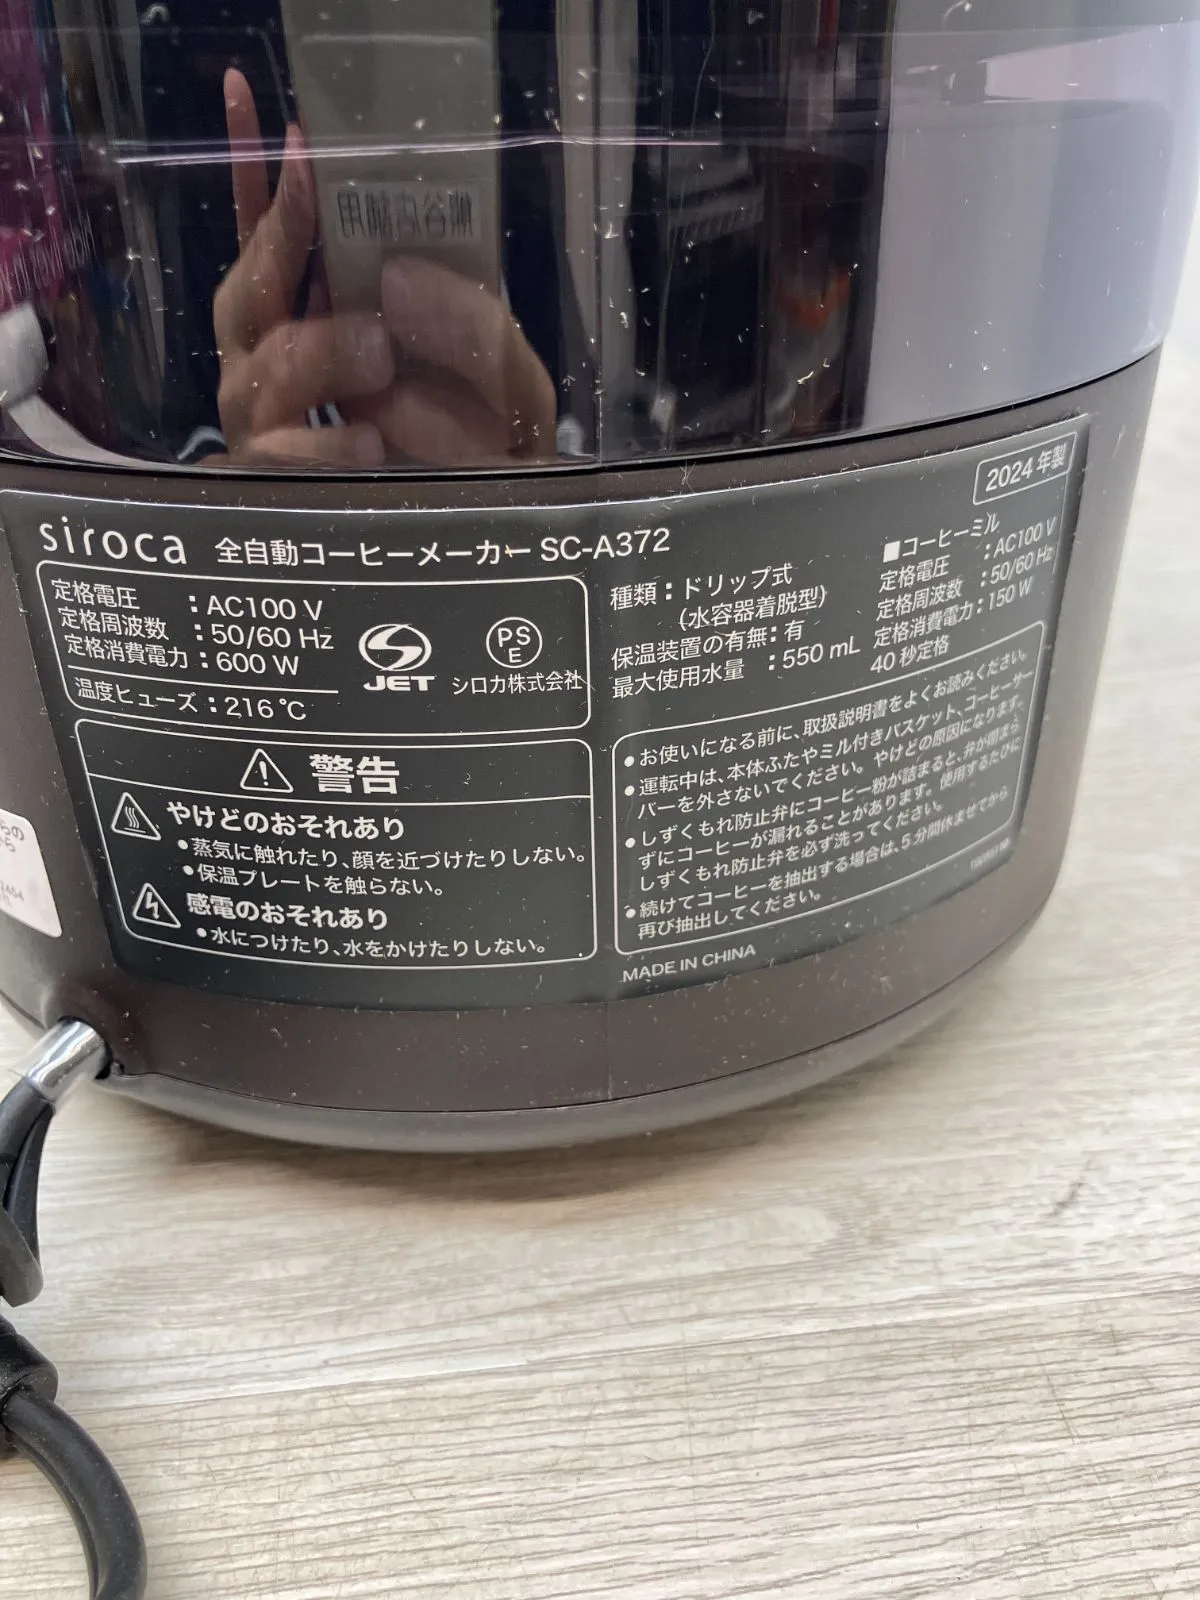 siroca 全自動コーヒーメーカー SC-A372
2024 年製
定格電圧 : AC100 V
定格周波数 : 50/60 Hz
定格消費電力 : 600 W
温度ヒューズ : 216 ℃
JET
PS
E
シロカ株式会社
種類 : ドリップ式
(水容器着脱型)
保温装置の有無 : 有
最大使用水量 : 550 mL
■コーヒーミル
定格電圧 : AC100 V
定格周波数 : 50/60 Hz
定格消費電力 : 150 W
40 秒定格
警告
やけどのおそれあり
•蒸気に触れたり、顔を近づけたりしない。
•保温プレートを触らない。
感電のおそれあり
•水につけたり、水をかけたりしない。
●お使いになる前に、取扱説明書をよくお読みください。
●運転中は、本体ふたやミル付きバスケット、コーヒーサー
バーを外さないでください。やけどの原因になります。
●しずくもれ防止弁にコーヒー粉が詰まると、弁が閉まら
ずにコーヒーが漏れることがあります。使用するたびに
しずくもれ防止弁を必ず洗ってください。
●続けてコーヒーを抽出する場合は、5 分間休ませてから
再び抽出してください。
MADE IN CHINA